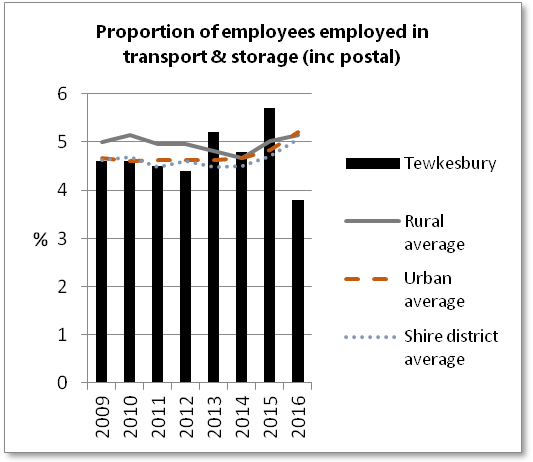 Proportion of employees employed in
transport & storage (inc postal)
6
5
4
3
2
1
0
%
2009
2010
2011
2012
2013
2014
2015
2016
Tewkesbury
Rural
average
Urban
average
Shire district
average